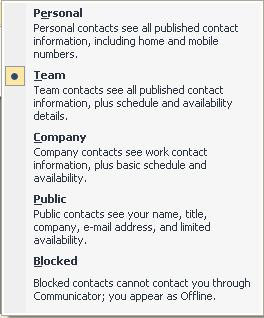 Personal
Personal contacts see all published contact
information, including home and mobile
numbers.
Team
Team contacts see all published contact
information, plus schedule and availability
details.
Company
Company contacts see work contact
information, plus basic schedule and
availability.
Public
Public contacts see your name, title,
company, e-mail address, and limited
availability.
Blocked
Blocked contacts cannot contact you through
Communicator; you appear as Offline.